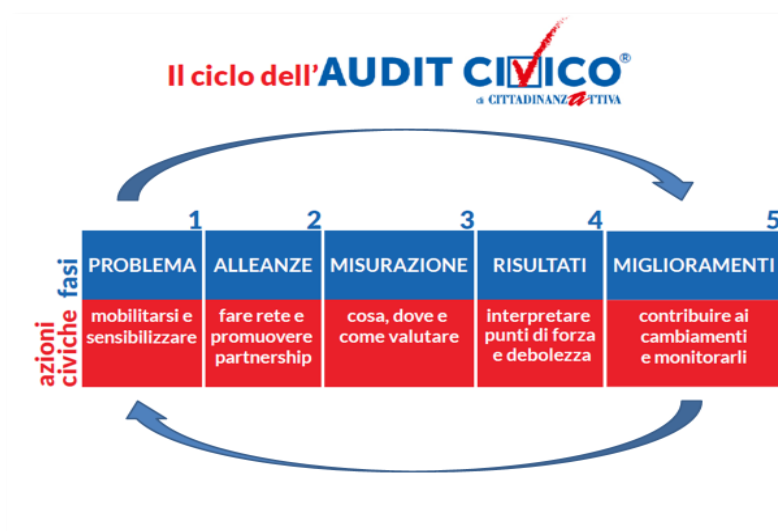 Il ciclo dell'AUDIT CIVICO®
di CITTADINANZATTIVA
1
2
3
4
5
fasi
PROBLEMA
ALLEANZE
MISURAZIONE
RISULTATI
MIGLIORAMENTI
azioni
civiche
mobilitarsi e
sensibilizzare
fare rete e
promuovere
partnership
cosa, dove e
come valutare
interpretare
punti di forza
e debolezza
contribuire ai
cambiamenti
e monitorarli